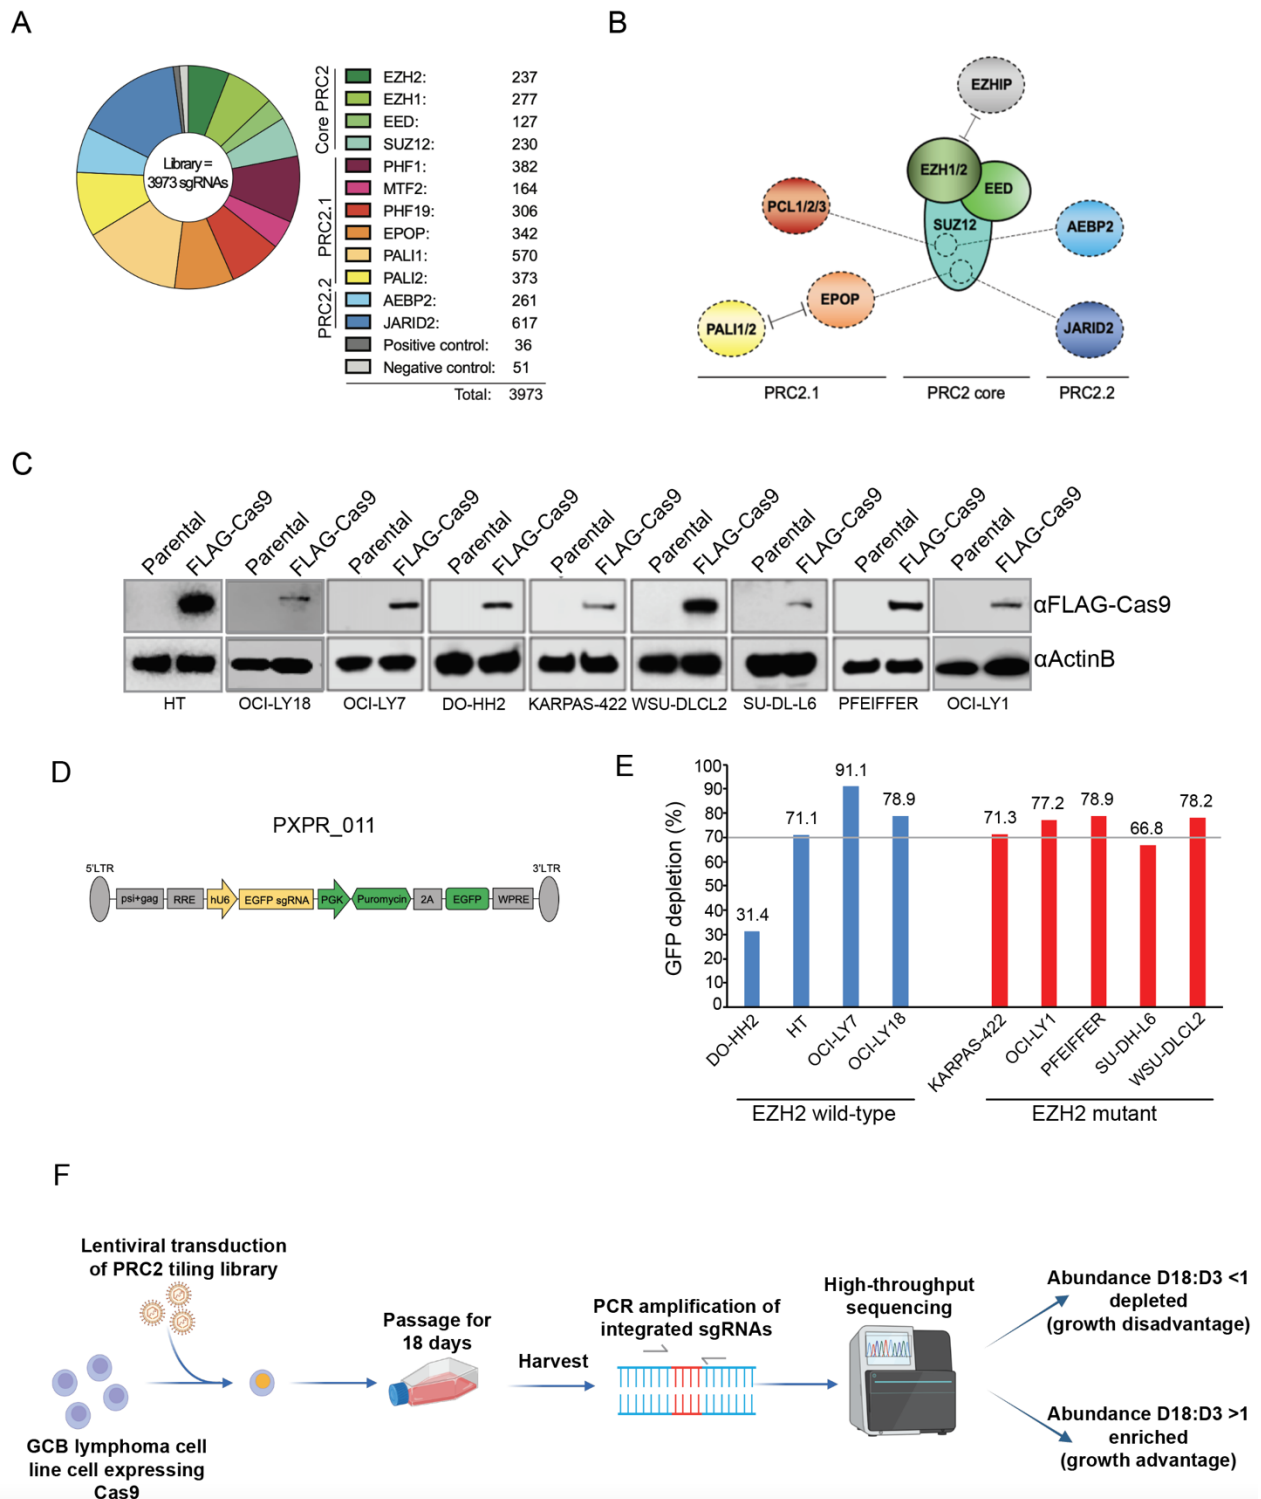 A
Library =
3973 sgRNAs
Core PRC2
PRC2.1
PRC2.2
EZH2: 237
EZH1: 277
EED: 127
SUZ12: 230
PHF1: 382
MTF2: 164
PHF19: 306
EPOP: 342
PALI1: 570
PALI2: 373
AEBP2: 261
JARID2: 617
Positive control: 36
Negative control: 51
Total: 3973
B
EZHIP
EZH1/2
EED
PCL1/2/3
SUZ12
AEBP2
EPOP
PALI1/2
JARID2
PRC2.1
PRC2 core
PRC2.2
C
Parental FLAG-Cas9 Parental FLAG-Cas9 Parental FLAG-Cas9 Parental FLAG-Cas9 Parental FLAG-Cas9 Parental FLAG-Cas9 Parental FLAG-Cas9 Parental FLAG-Cas9 Parental FLAG-Cas9
αFLAG-Cas9
αActinB
HT OCI-LY18 OCI-LY7 DO-HH2 KARPAS-422 WSU-DLCL2 SU-DL-L6 PFEIFFER OCI-LY1
D
PXPR_011
5'LTR
3'LTR
psi+gag RRE hU6 EGFP sgRNA PGK Puromycin 2A EGFP WPRE
E
GFP depletion (%)
100
90
80
70
60
50
40
30
20
10
0
31.4
71.1
91.1
78.9
71.3
77.2
78.9
66.8
78.2
DO-HH2
HT
OCI-LY7
OCI-LY18
KARPAS-422
OCI-LY1
PFEIFFER
SU-DH-L6
WSU-DLCL2
EZH2 wild-type
EZH2 mutant
F
Lentiviral transduction
of PRC2 tiling library
GCB lymphoma cell
line cell expressing
Cas9
Passage for
18 days
Harvest
PCR amplification of
integrated sgRNAs
High-throughput
sequencing
Abundance D18:D3 <1
depleted
(growth disadvantage)
Abundance D18:D3 >1
enriched
(growth advantage)